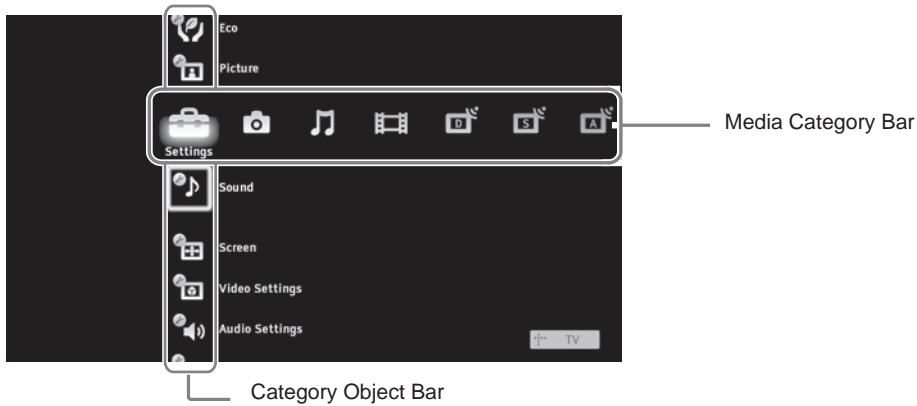 Eco
Picture
D
S
A
Settings
Media Category Bar
Sound
Screen
Video Settings
Audio Settings
TV
Category Object Bar